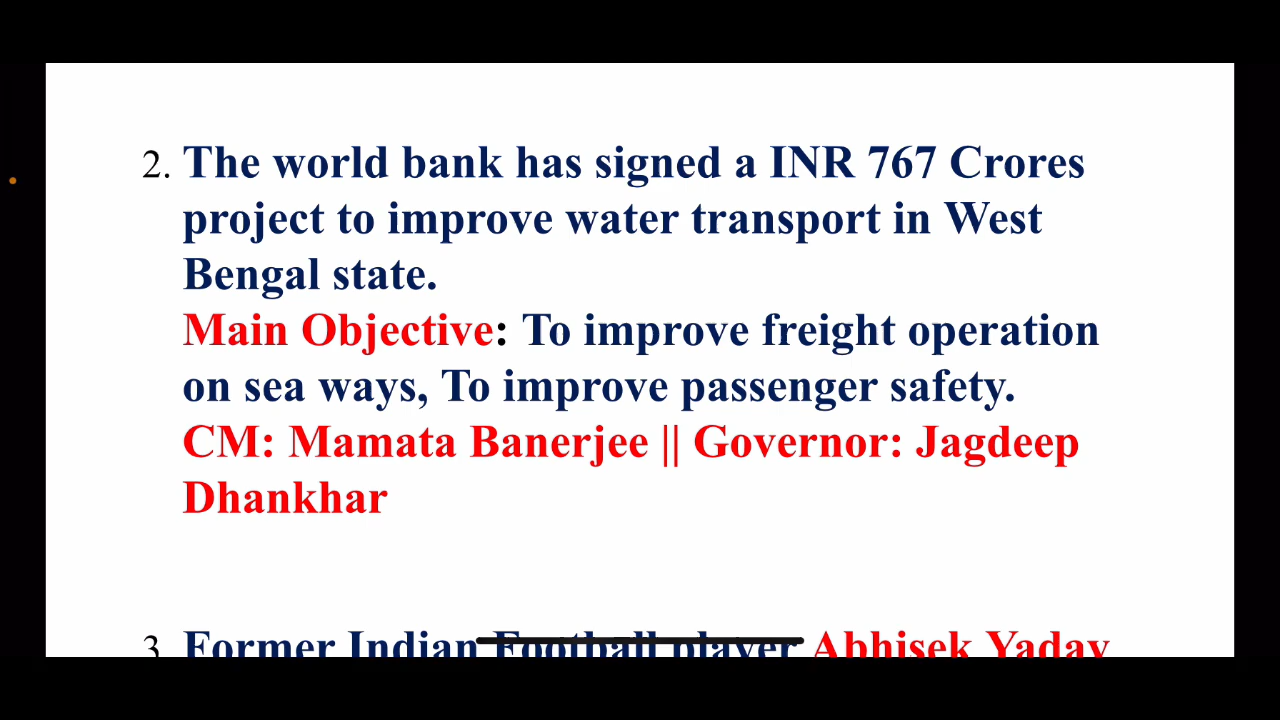 2. The world bank has signed a INR 767 Crores
project to improve water transport in West
Bengal state.
Main Objective: To improve freight operation
on sea ways, To improve passenger safety.
CM: Mamata Banerjee || Governor: Jagdeep
Dhankhar
3. Former Indian Football player Abhisek Yadav